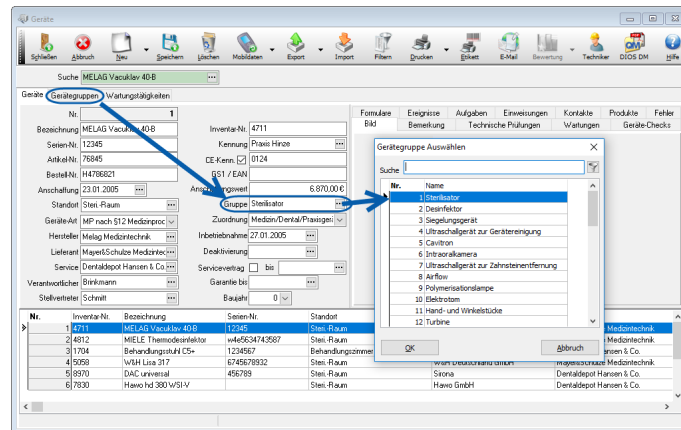 Geräte
Schließen Abbruch Neu Speichern Löschen Mobildaten Export Import Filtern Drucken Etikett E-Mail Bewertung Techniker DIOS DM Hilfe
Suche MELAG Vacuklav 40-B
Geräte Gerätegruppen Wartungstätigkeiten
Nr. 1
Bezeichnung MELAG Vacuklav 40-B Inventar-Nr. 4711
Serien-Nr. 12345 Kennung Praxis Hinze
Artikel-Nr. 76845 CE-Kenn. 0124
Bestell-Nr. H4786821 GS1 / EAN
Anschaffung 23.01.2005 Anschaffungswert 6.870,00 €
Standort Steri.-Raum Gruppe Sterilisator
Geräte-Art MP nach §12 Medizinproc Zuordnung Medizin/Dental/Praxisgerä
Hersteller Melag Medizintechnik Inbetriebnahme 27.01.2005
Lieferant Mayer&Schulze Medizintec Deaktivierung
Service Dentaldepot Hansen & Co. Servicevertrag bis
Verantwortlicher Brinkmann Garantie bis
Stellvertreter Schmitt Baujahr 0
Formulare Ereignisse Aufgaben Einweisungen Kontakte Produkte Fehler
Bild Bemerkung Technische Prüfungen Wartungen Geräte-Checks
Gerätegruppe Auswählen
Suche
Nr. Name
1 Sterilisator
2 Desinfektor
3 Siegelungsgerät
4 Ultraschallgerät zur Gerätereinigung
5 Cavitron
6 Intraoralkamera
7 Ultraschallgerät zur Zahnsteinentfernung
8 Airflow
9 Polymerisationslampe
10 Elektrotom
11 Hand- und Winkelstücke
12 Turbine
OK Abbruch
Nr. Inventar-Nr. Bezeichnung Serien-Nr. Standort
1 4711 MELAG Vacuklav 40-B 12345 Steri.-Raum Medizintechnik
2 4812 MIELE Thermodesinfektor w4e5634743587 Steri.-Raum Medizintechnik
3 1704 Behandlungsstuhl C5+ 1234567 Behandlungszimmer ansen & Co.
4 5058 W&H Lisa 317 6745678932 Steri.-Raum W&H Deutschland GmbH Mayer&Schulze Medizintechnik
5 8970 DAC universal 456789 Steri.-Raum Sirona Dentaldepot Hansen & Co.
6 7830 Hawo hd 380 WSI-V Steri.-Raum Hawo GmbH Dentaldepot Hansen & Co.